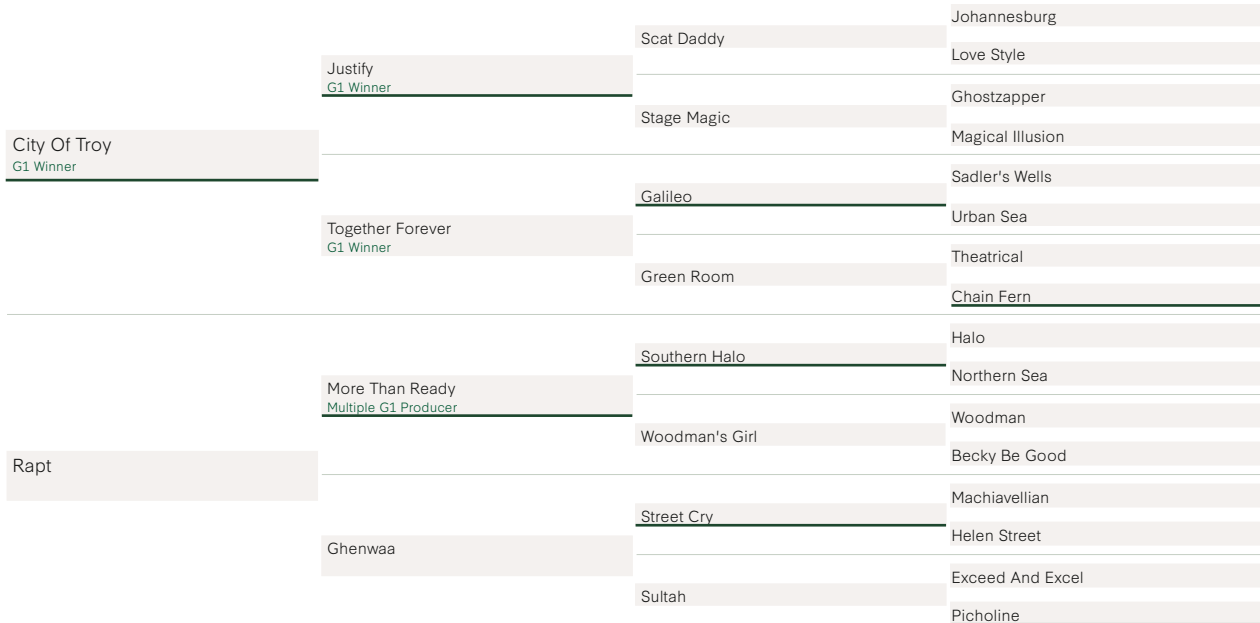 City Of Troy
G1 Winner
Rapt
Justify
G1 Winner
Together Forever
G1 Winner
More Than Ready
Multiple G1 Producer
Ghenwaa
Scat Daddy
Stage Magic
Galileo
Green Room
Southern Halo
Woodman's Girl
Street Cry
Sultah
Johannesburg
Love Style
Ghostzapper
Magical Illusion
Sadler's Wells
Urban Sea
Theatrical
Chain Fern
Halo
Northern Sea
Woodman
Becky Be Good
Machiavellian
Helen Street
Exceed And Excel
Picholine